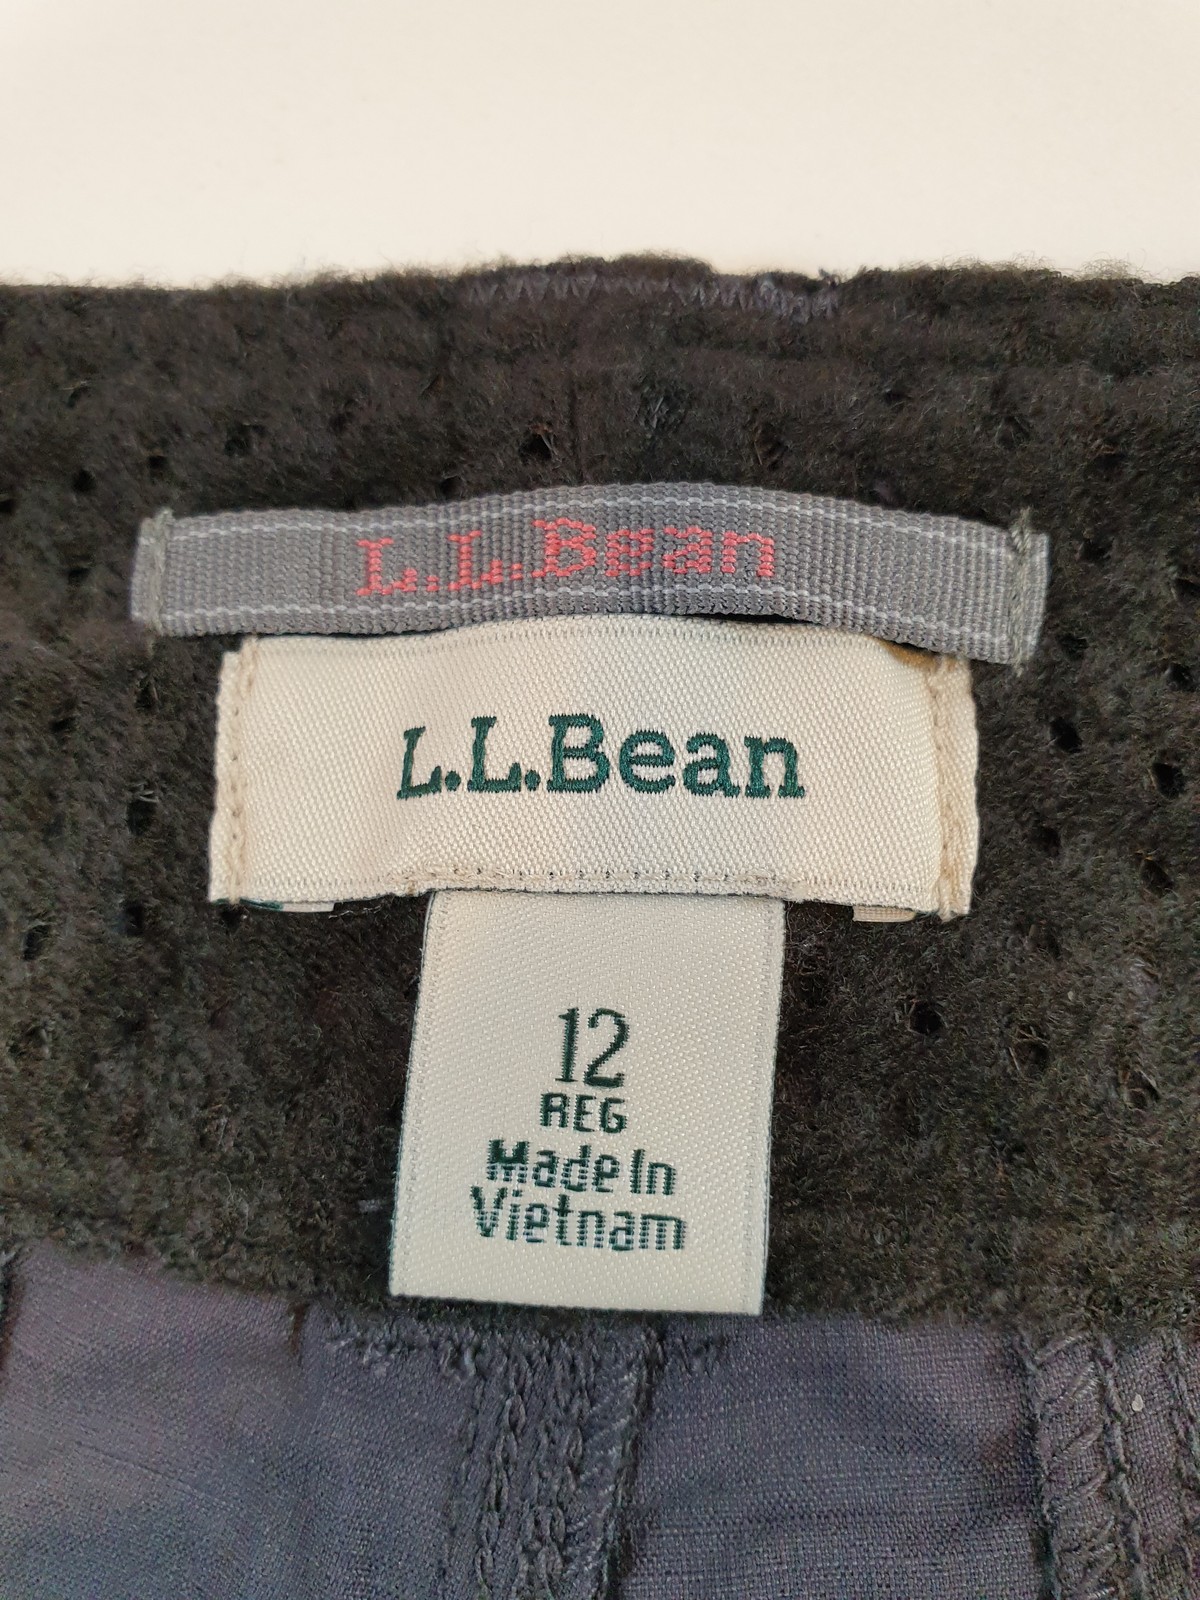 L.L.Bean
L.L.Bean
12
REG
Made In
Vietnam